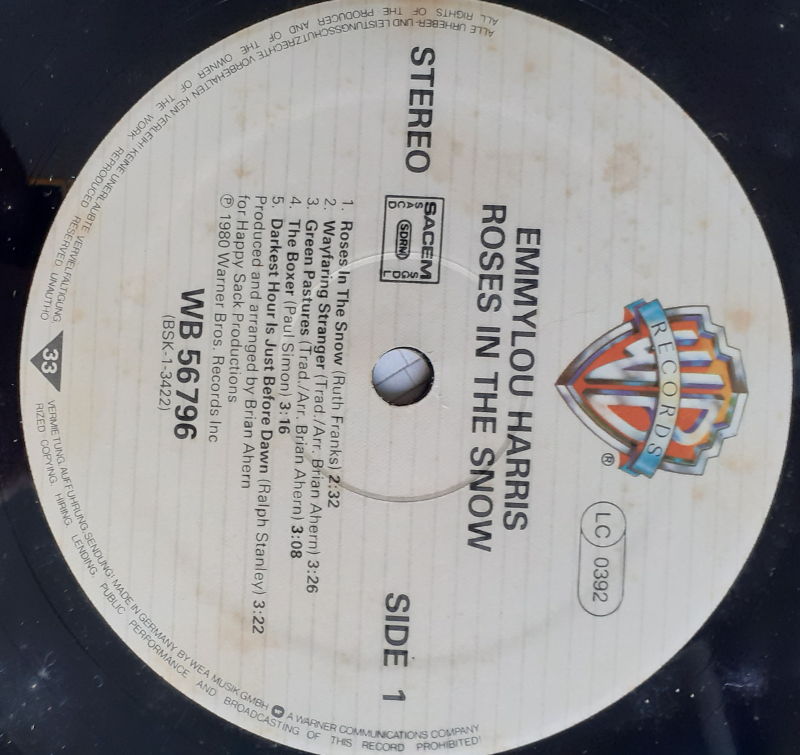 RECORDS
®
LC 0392
EMMYLOU HARRIS
ROSES IN THE SNOW
STEREO
SACEM
SACD
SDRM
SGDL
SIDE 1
1. Roses In The Snow (Ruth Franks) 2:32
2. Wayfaring Stranger (Trad./Arr. Brian Ahern) 3:26
3. Green Pastures (Trad./Arr. Brian Ahern) 3:08
4. The Boxer (Paul Simon) 3:16
5. Darkest Hour Is Just Before Dawn (Ralph Stanley) 3:22
Produced and arranged by Brian Ahern
for Happy Sack Productions
℗ 1980 Warner Bros. Records Inc
WB 56 796
(BSK-1-3422)
33
ALLE URHEBER- UND LEISTUNGSSCHUTZRECHTE VORBEHALTEN KEIN VERLEIH! KEINE UNERLAUBTE VERVIELFÄLTIGUNG, VERMIETUNG, AUFFÜHRUNG, SENDUNG! MADE IN GERMANY BY WEA MUSIK GMBH A WARNER COMMUNICATIONS COMPANY
ALL RIGHTS OF THE PRODUCER AND OF THE OWNER OF THE WORK REPRODUCED RESERVED. UNAUTHORIZED COPYING, HIRING, LENDING, PUBLIC PERFORMANCE AND BROADCASTING OF THIS RECORD PROHIBITED!